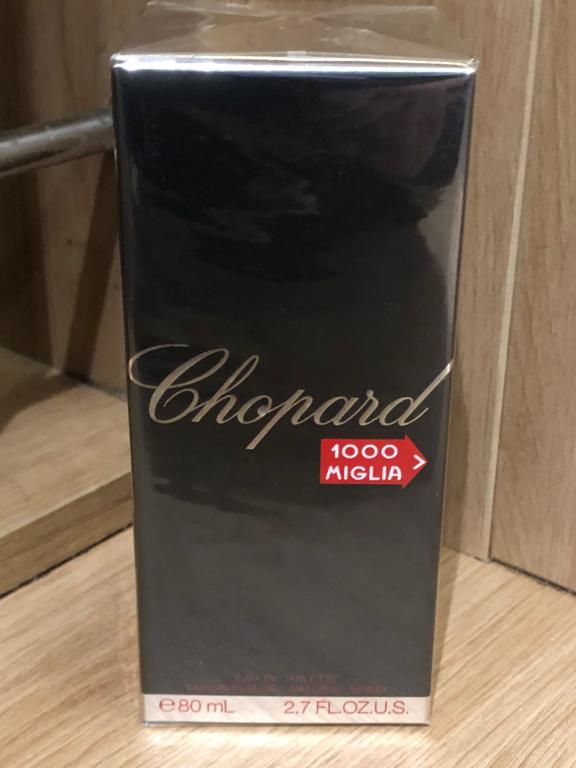 Chopard
1000
MIGLIA >
EAU DE TOILETTE
VAPORISATEUR NATURAL SPRAY
℮80 mL 2,7 FL.OZ.U.S.